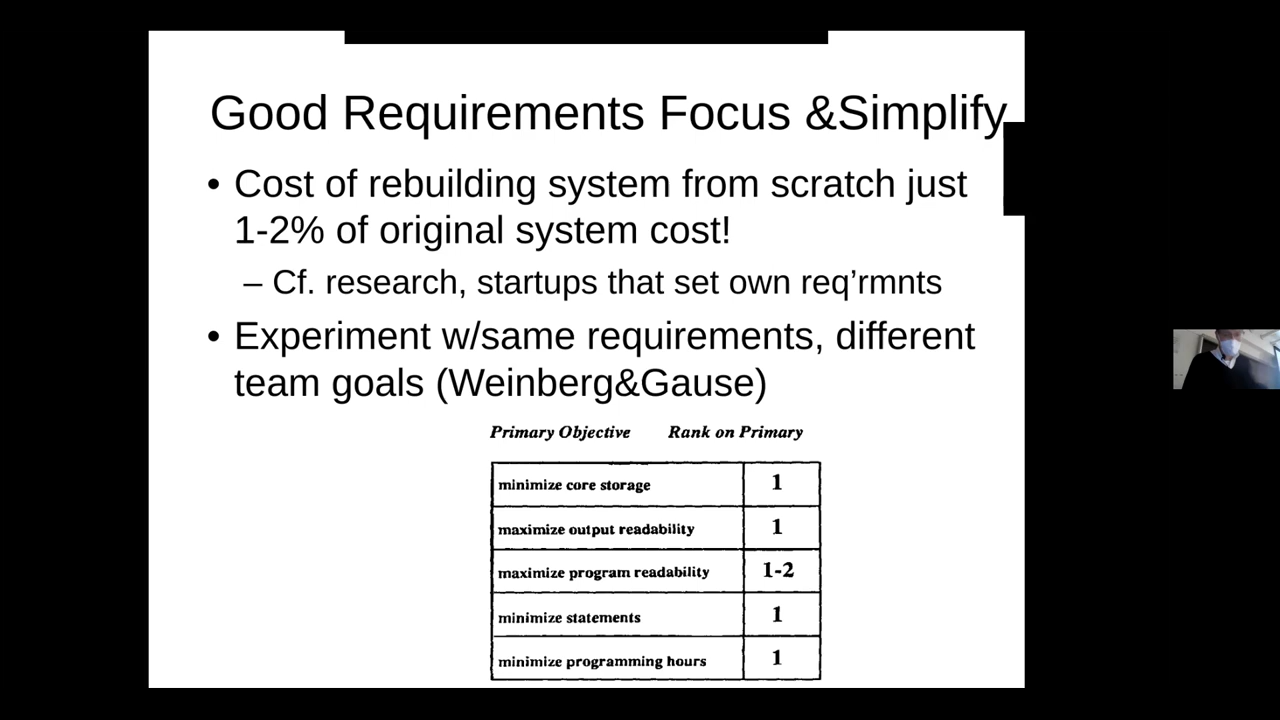 Good Requirements Focus &Simplify
• Cost of rebuilding system from scratch just
1-2% of original system cost!
– Cf. research, startups that set own req’rmnts
• Experiment w/same requirements, different
team goals (Weinberg&Gause)
Primary Objective Rank on Primary
minimize core storage 1
maximize output readability 1
maximize program readability 1-2
minimize statements 1
minimize programming hours 1